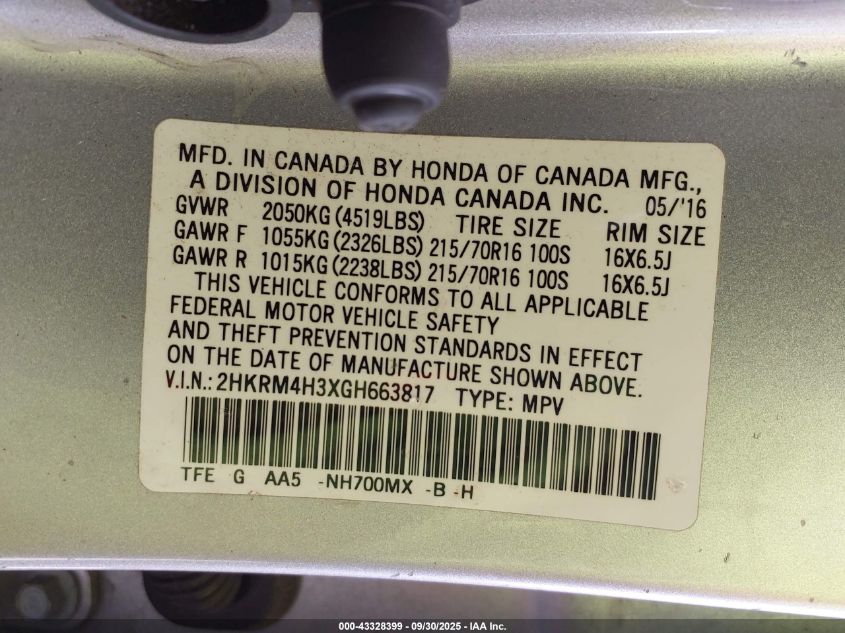 MFD. IN CANADA BY HONDA OF CANADA MFG.,
A DIVISION OF HONDA CANADA INC. 05/'16
GVWR 2050KG (4519LBS) TIRE SIZE RIM SIZE
GAWR F 1055KG (2326LBS) 215/70R16 100S 16X6.5J
GAWR R 1015KG (2238LBS) 215/70R16 100S 16X6.5J
THIS VEHICLE CONFORMS TO ALL APPLICABLE
FEDERAL MOTOR VEHICLE SAFETY
AND THEFT PREVENTION STANDARDS IN EFFECT
ON THE DATE OF MANUFACTURE SHOWN ABOVE.
V.I.N.: 2HKRM4H3XGH663817 TYPE: MPV
TFE G AA5 -NH700MX -B -H
000-43328399 - 09/30/2025 - IAA Inc.